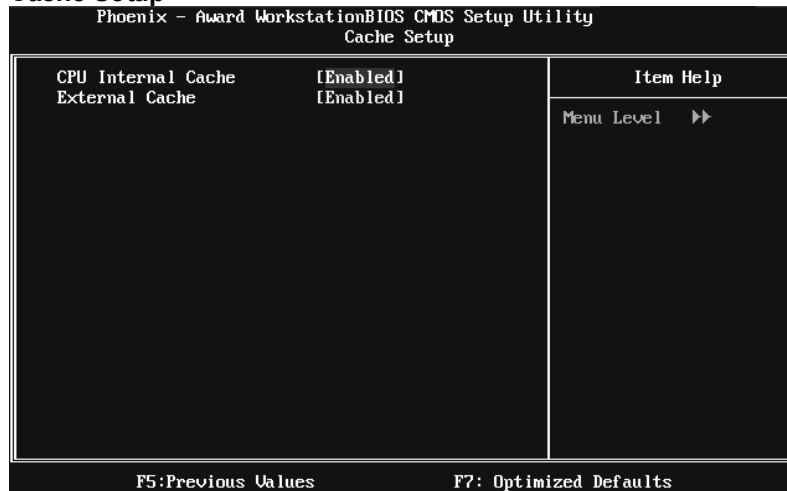 Cache Setup
Phoenix - Award WorkstationBIOS CMOS Setup Utility
Cache Setup
CPU Internal Cache [Enabled]
External Cache [Enabled]
Item Help
Menu Level ▶▶
F5:Previous Values F7: Optimized Defaults